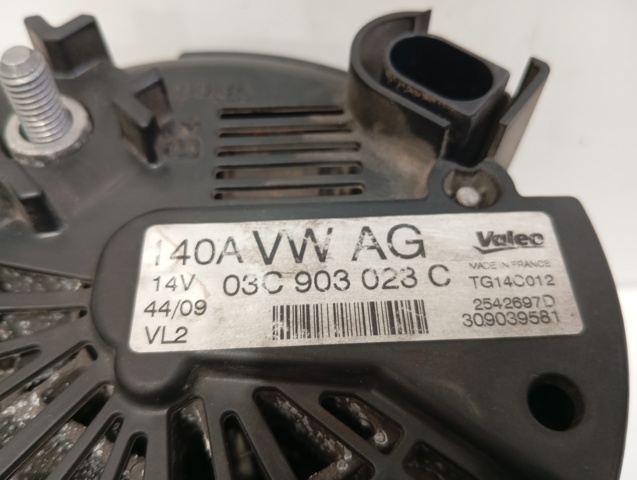 140A VW AG Valeo
14V 03C 903 023 C MADE IN FRANCE
TG14C012
44/09 2542697D
VL2 309039581